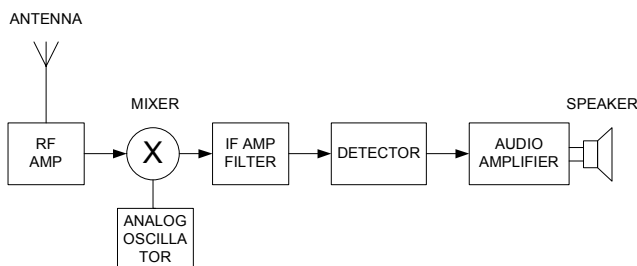 ANTENNA
MIXER
SPEAKER
RF
AMP
X
IF AMP
FILTER
DETECTOR
AUDIO
AMPLIFIER
ANALOG
OSCILLA
TOR